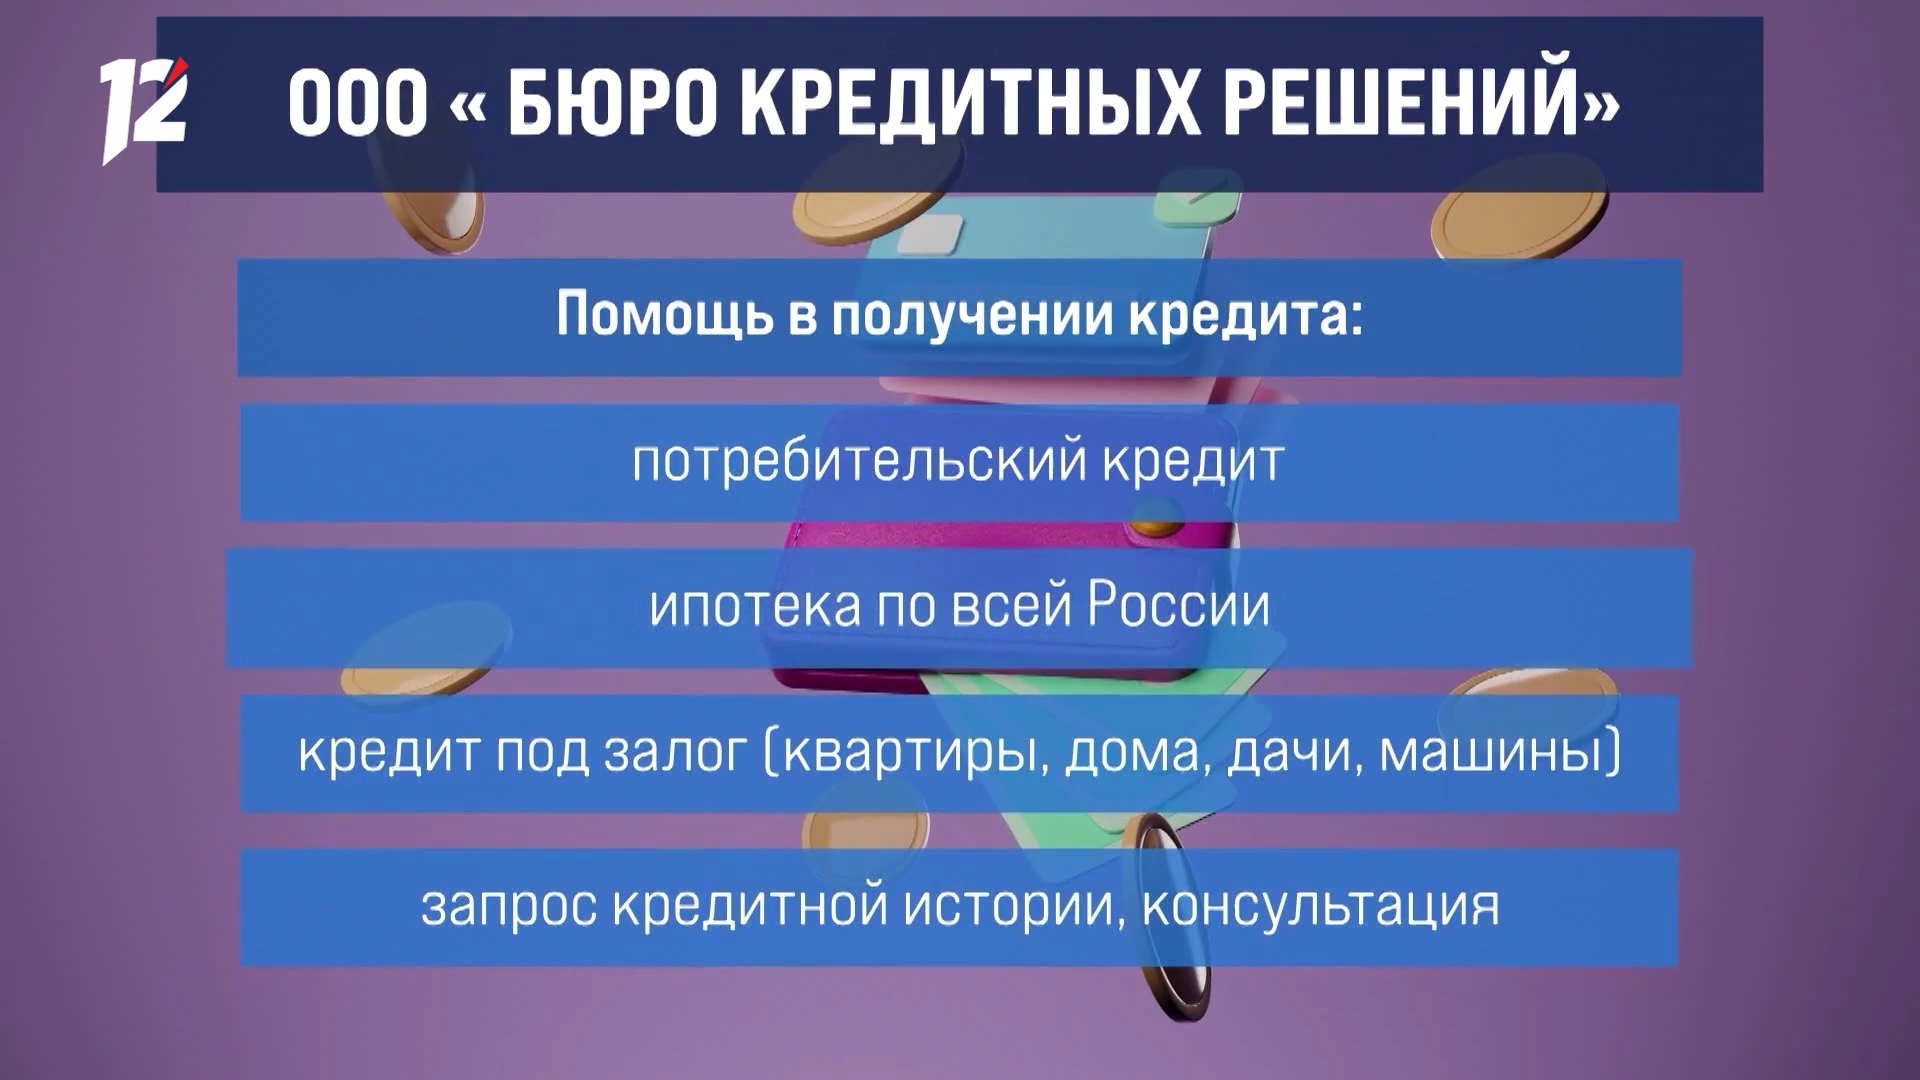 12
ООО « БЮРО КРЕДИТНЫХ РЕШЕНИЙ»
Помощь в получении кредита:
потребительский кредит
ипотека по всей России
кредит под залог (квартиры, дома, дачи, машины)
запрос кредитной истории, консультация